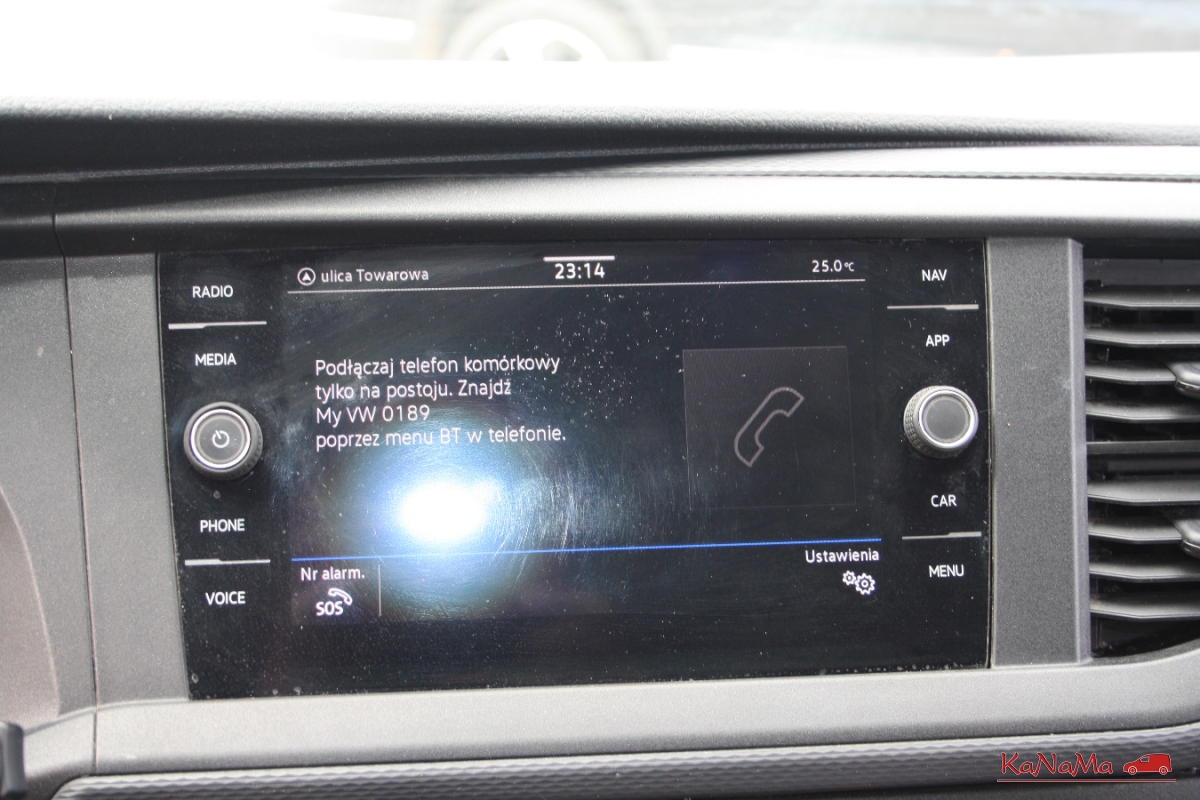 RADIO
MEDIA
PHONE
VOICE
ulica Towarowa
23:14
25.0°C
Podłączaj telefon komórkowy
tylko na postoju. Znajdź
My VW 0189
poprzez menu BT w telefonie.
Nr alarm.
SOS
Ustawienia
NAV
APP
CAR
MENU
KaNaMa